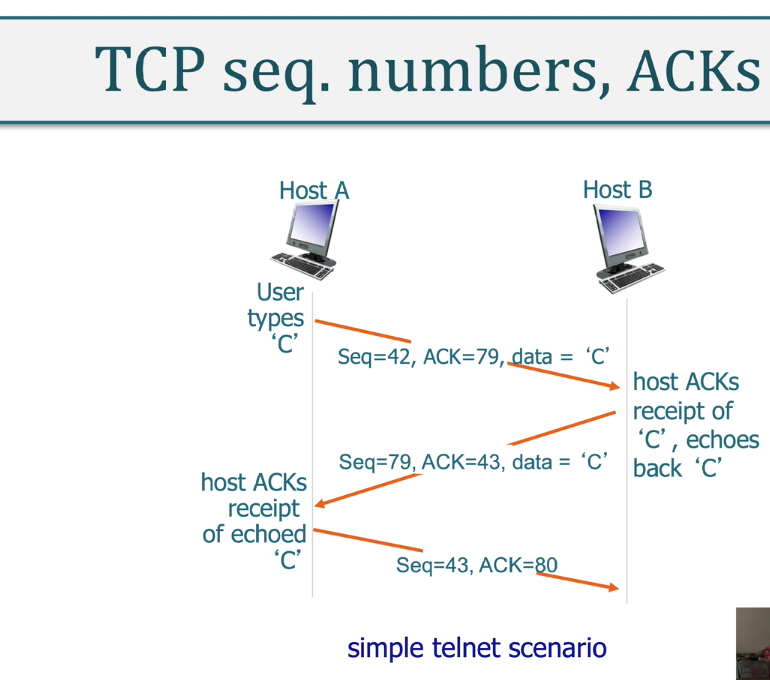 TCP seq. numbers, ACKs
Host A
Host B
User
types
‘C’
Seq=42, ACK=79, data = ‘C’
host ACKs
receipt of
‘C’, echoes
back ‘C’
Seq=79, ACK=43, data = ‘C’
host ACKs
receipt
of echoed
‘C’
Seq=43, ACK=80
simple telnet scenario